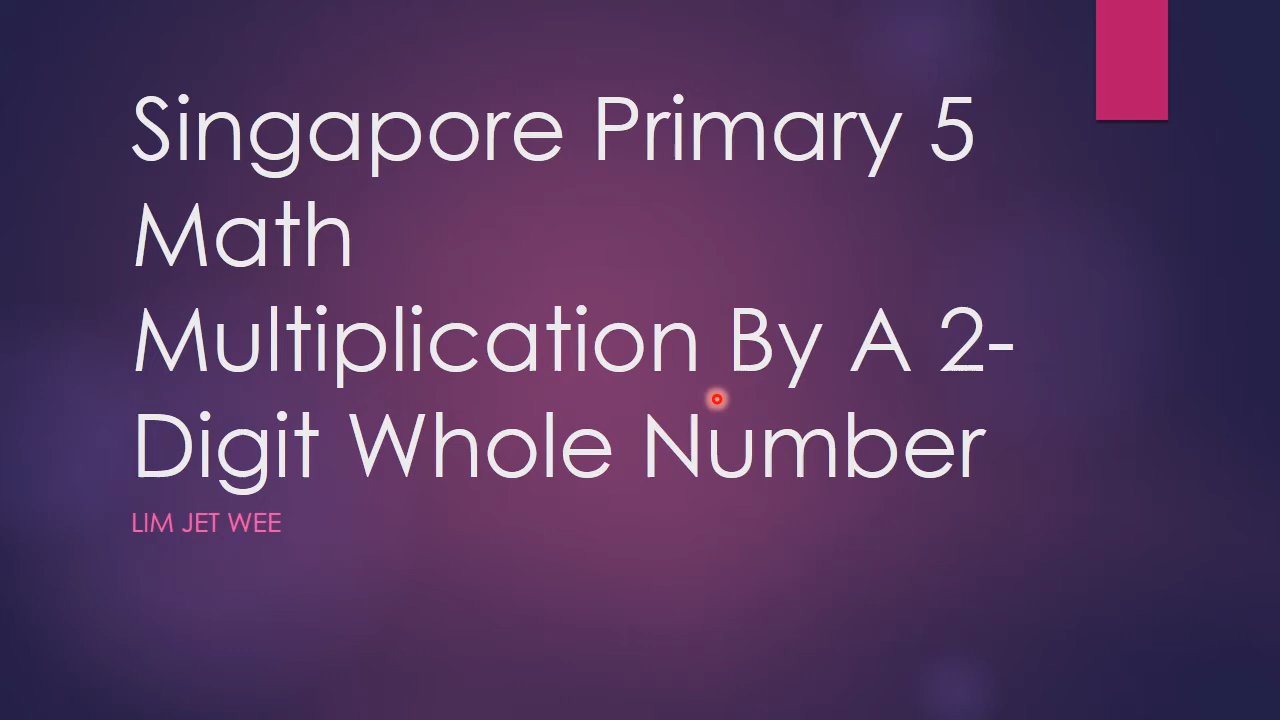 Singapore Primary 5
Math
Multiplication By A 2-
Digit Whole Number
LIM JET WEE